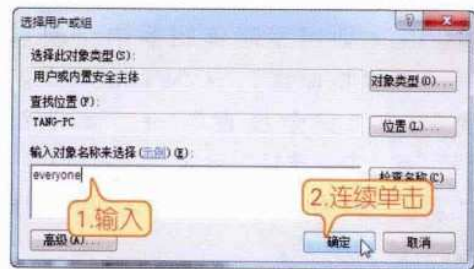 选择用户或组
选择此对象类型(S):
用户或内置安全主体
对象类型(O)...
查找位置(F):
TANG-PC
位置(L)...
输入对象名称来选择(示例)(E):
everyone
检查名称(C)
1.输入
2.连续单击
高级(A)...
确定
取消